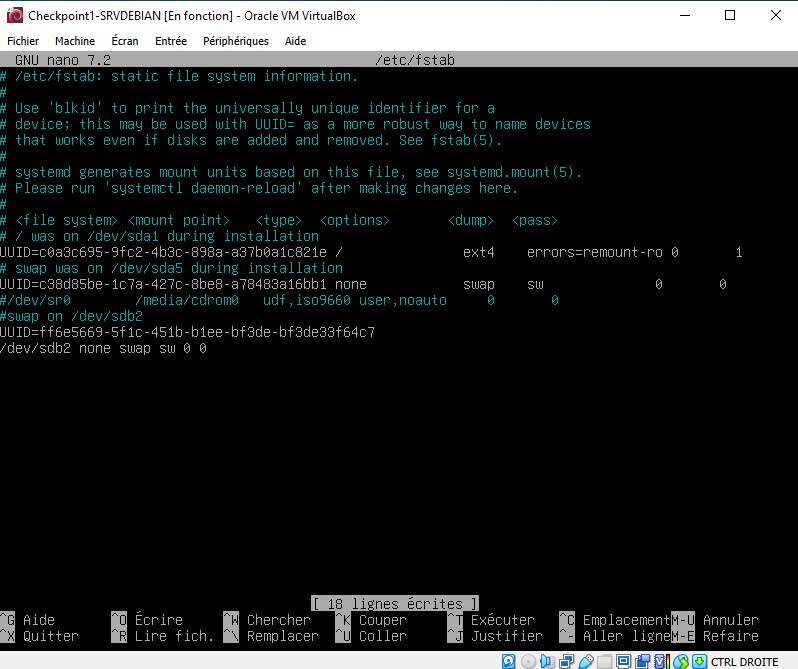 Checkpoint1-SRVDEBIAN [En fonction] - Oracle VM VirtualBox
Fichier Machine Écran Entrée Périphériques Aide
GNU nano 7.2 /etc/fstab
# /etc/fstab: static file system information.
#
# Use 'blkid' to print the universally unique identifier for a
# device; this may be used with UUID= as a more robust way to name devices
# that works even if disks are added and removed. See fstab(5).
#
# systemd generates mount units based on this file, see systemd.mount(5).
# Please run 'systemctl daemon-reload' after making changes here.
#
# <file system> <mount point> <type> <options> <dump> <pass>
# / was on /dev/sda1 during installation
UUID=c0a3c695-9fc2-4b3c-898a-a37b0a1c821e / ext4 errors=remount-ro 0 1
# swap was on /dev/sda5 during installation
UUID=c38d85be-1c7a-427c-8be8-a78483a16bb1 none swap sw 0 0
#/dev/sr0 /media/cdrom0 udf,iso9660 user,noauto 0 0
#swap on /dev/sdb2
UUID=ff6e5669-5f1c-451b-b1ee-bf3de-bf3de33f64c7
/dev/sdb2 none swap sw 0 0
[ 18 lignes écrites ]
^G Aide ^O Écrire ^W Chercher ^K Couper ^T Exécuter ^C Emplacement M-U Annuler
^X Quitter ^R Lire fich. ^\ Remplacer ^U Coller ^J Justifier ^- Aller ligne M-E Refaire
CTRL DROITE